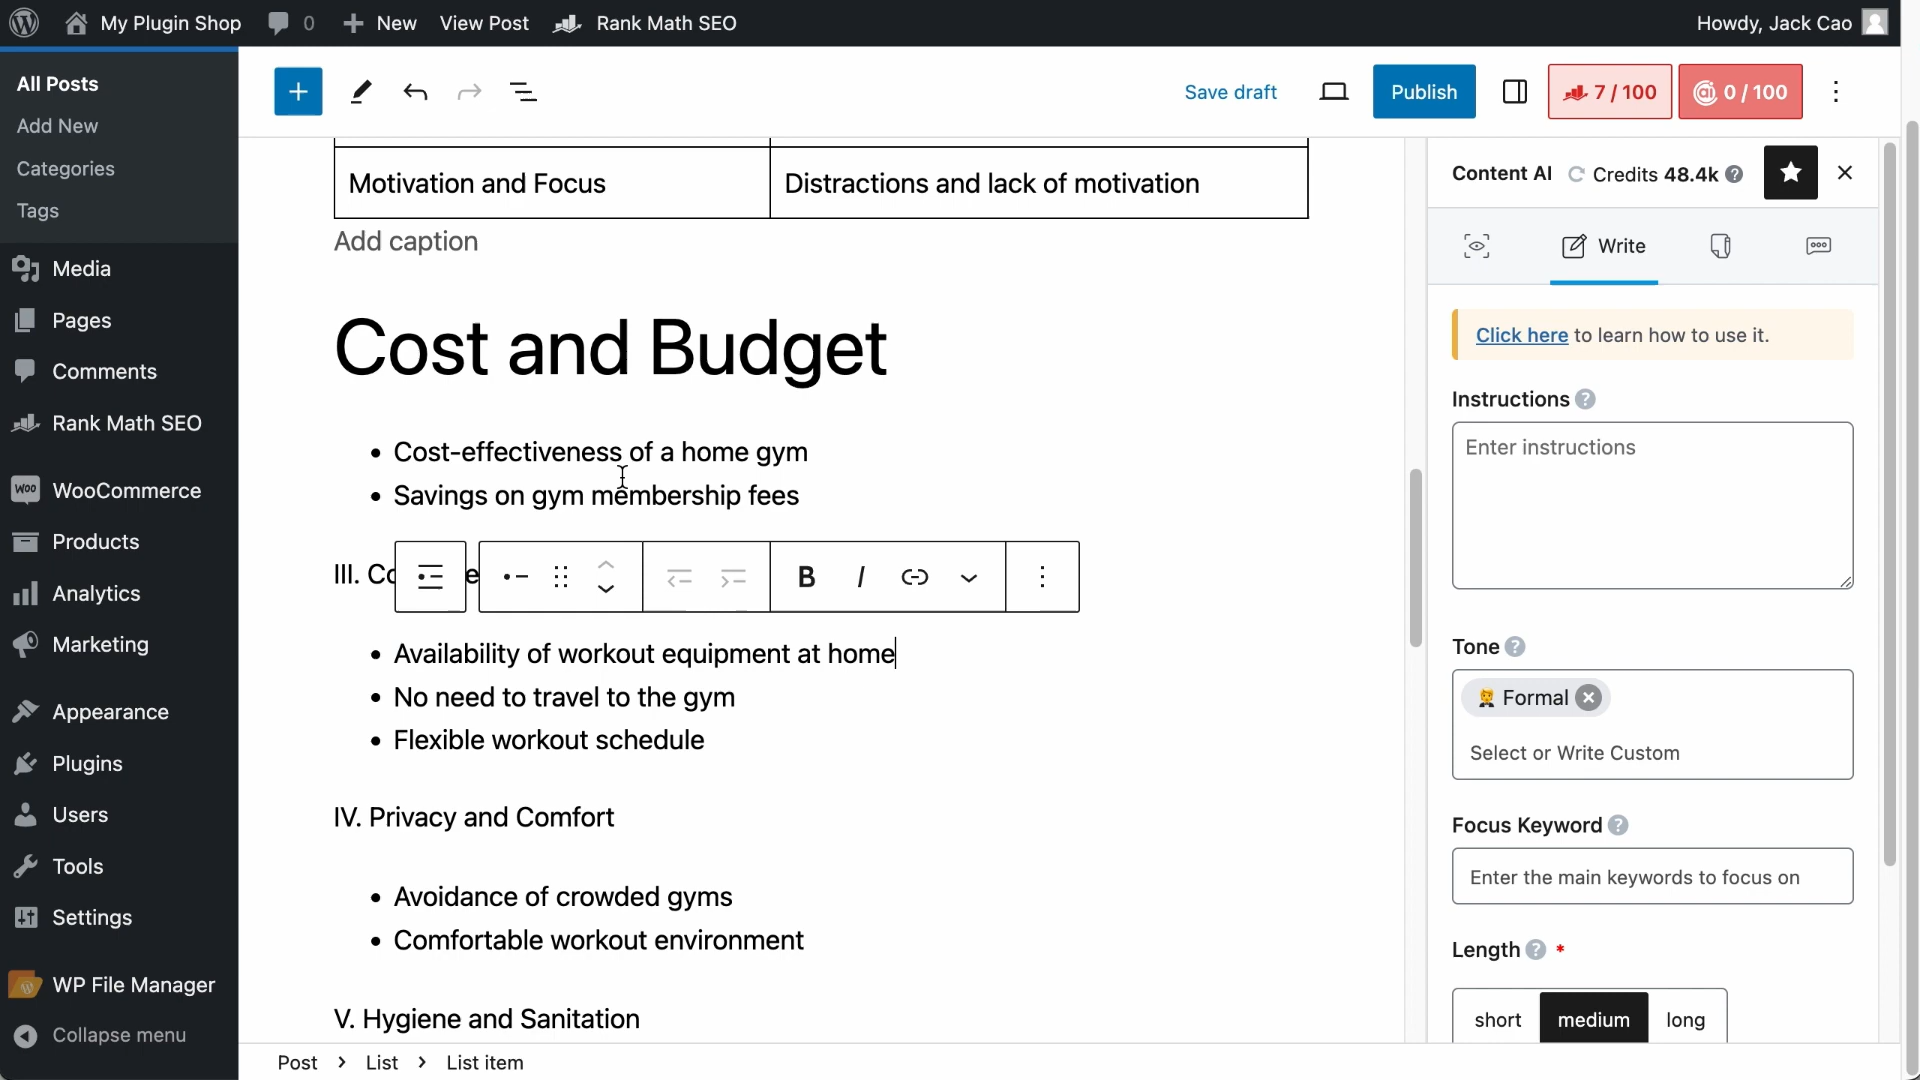 My Plugin Shop
0
New
View Post
Rank Math SEO
Howdy, Jack Cao
All Posts
Add New
Categories
Tags
Media
Pages
Comments
Rank Math SEO
WOO
WooCommerce
Products
Analytics
Marketing
Appearance
Plugins
Users
Tools
Settings
WP File Manager
Collapse menu
Save draft
Publish
7 / 100
0 / 100
Motivation and Focus
Distractions and lack of motivation
Add caption
Cost and Budget
• Cost-effectiveness of a home gym
• Savings on gym membership fees
III. Co
e
B
I
• Availability of workout equipment at home
• No need to travel to the gym
• Flexible workout schedule
IV. Privacy and Comfort
• Avoidance of crowded gyms
• Comfortable workout environment
V. Hygiene and Sanitation
Post > List > List item
Content AI
Credits 48.4k ?
Write
Click here to learn how to use it.
Instructions ?
Enter instructions
Tone ?
Formal
Select or Write Custom
Focus Keyword ?
Enter the main keywords to focus on
Length ? *
short
medium
long